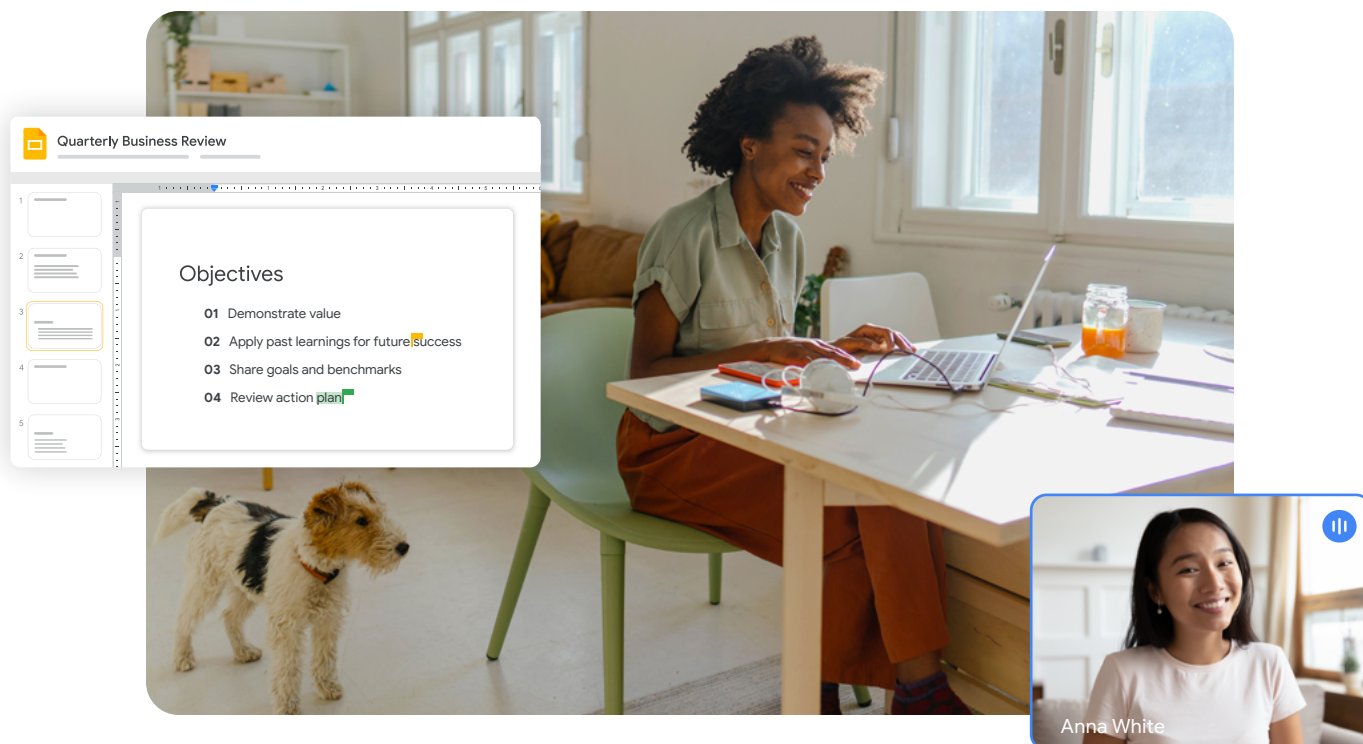 Quarterly Business Review
1
2
3
4
5
Objectives
01 Demonstrate value
02 Apply past learnings for future success
03 Share goals and benchmarks
04 Review action plan
Anna White